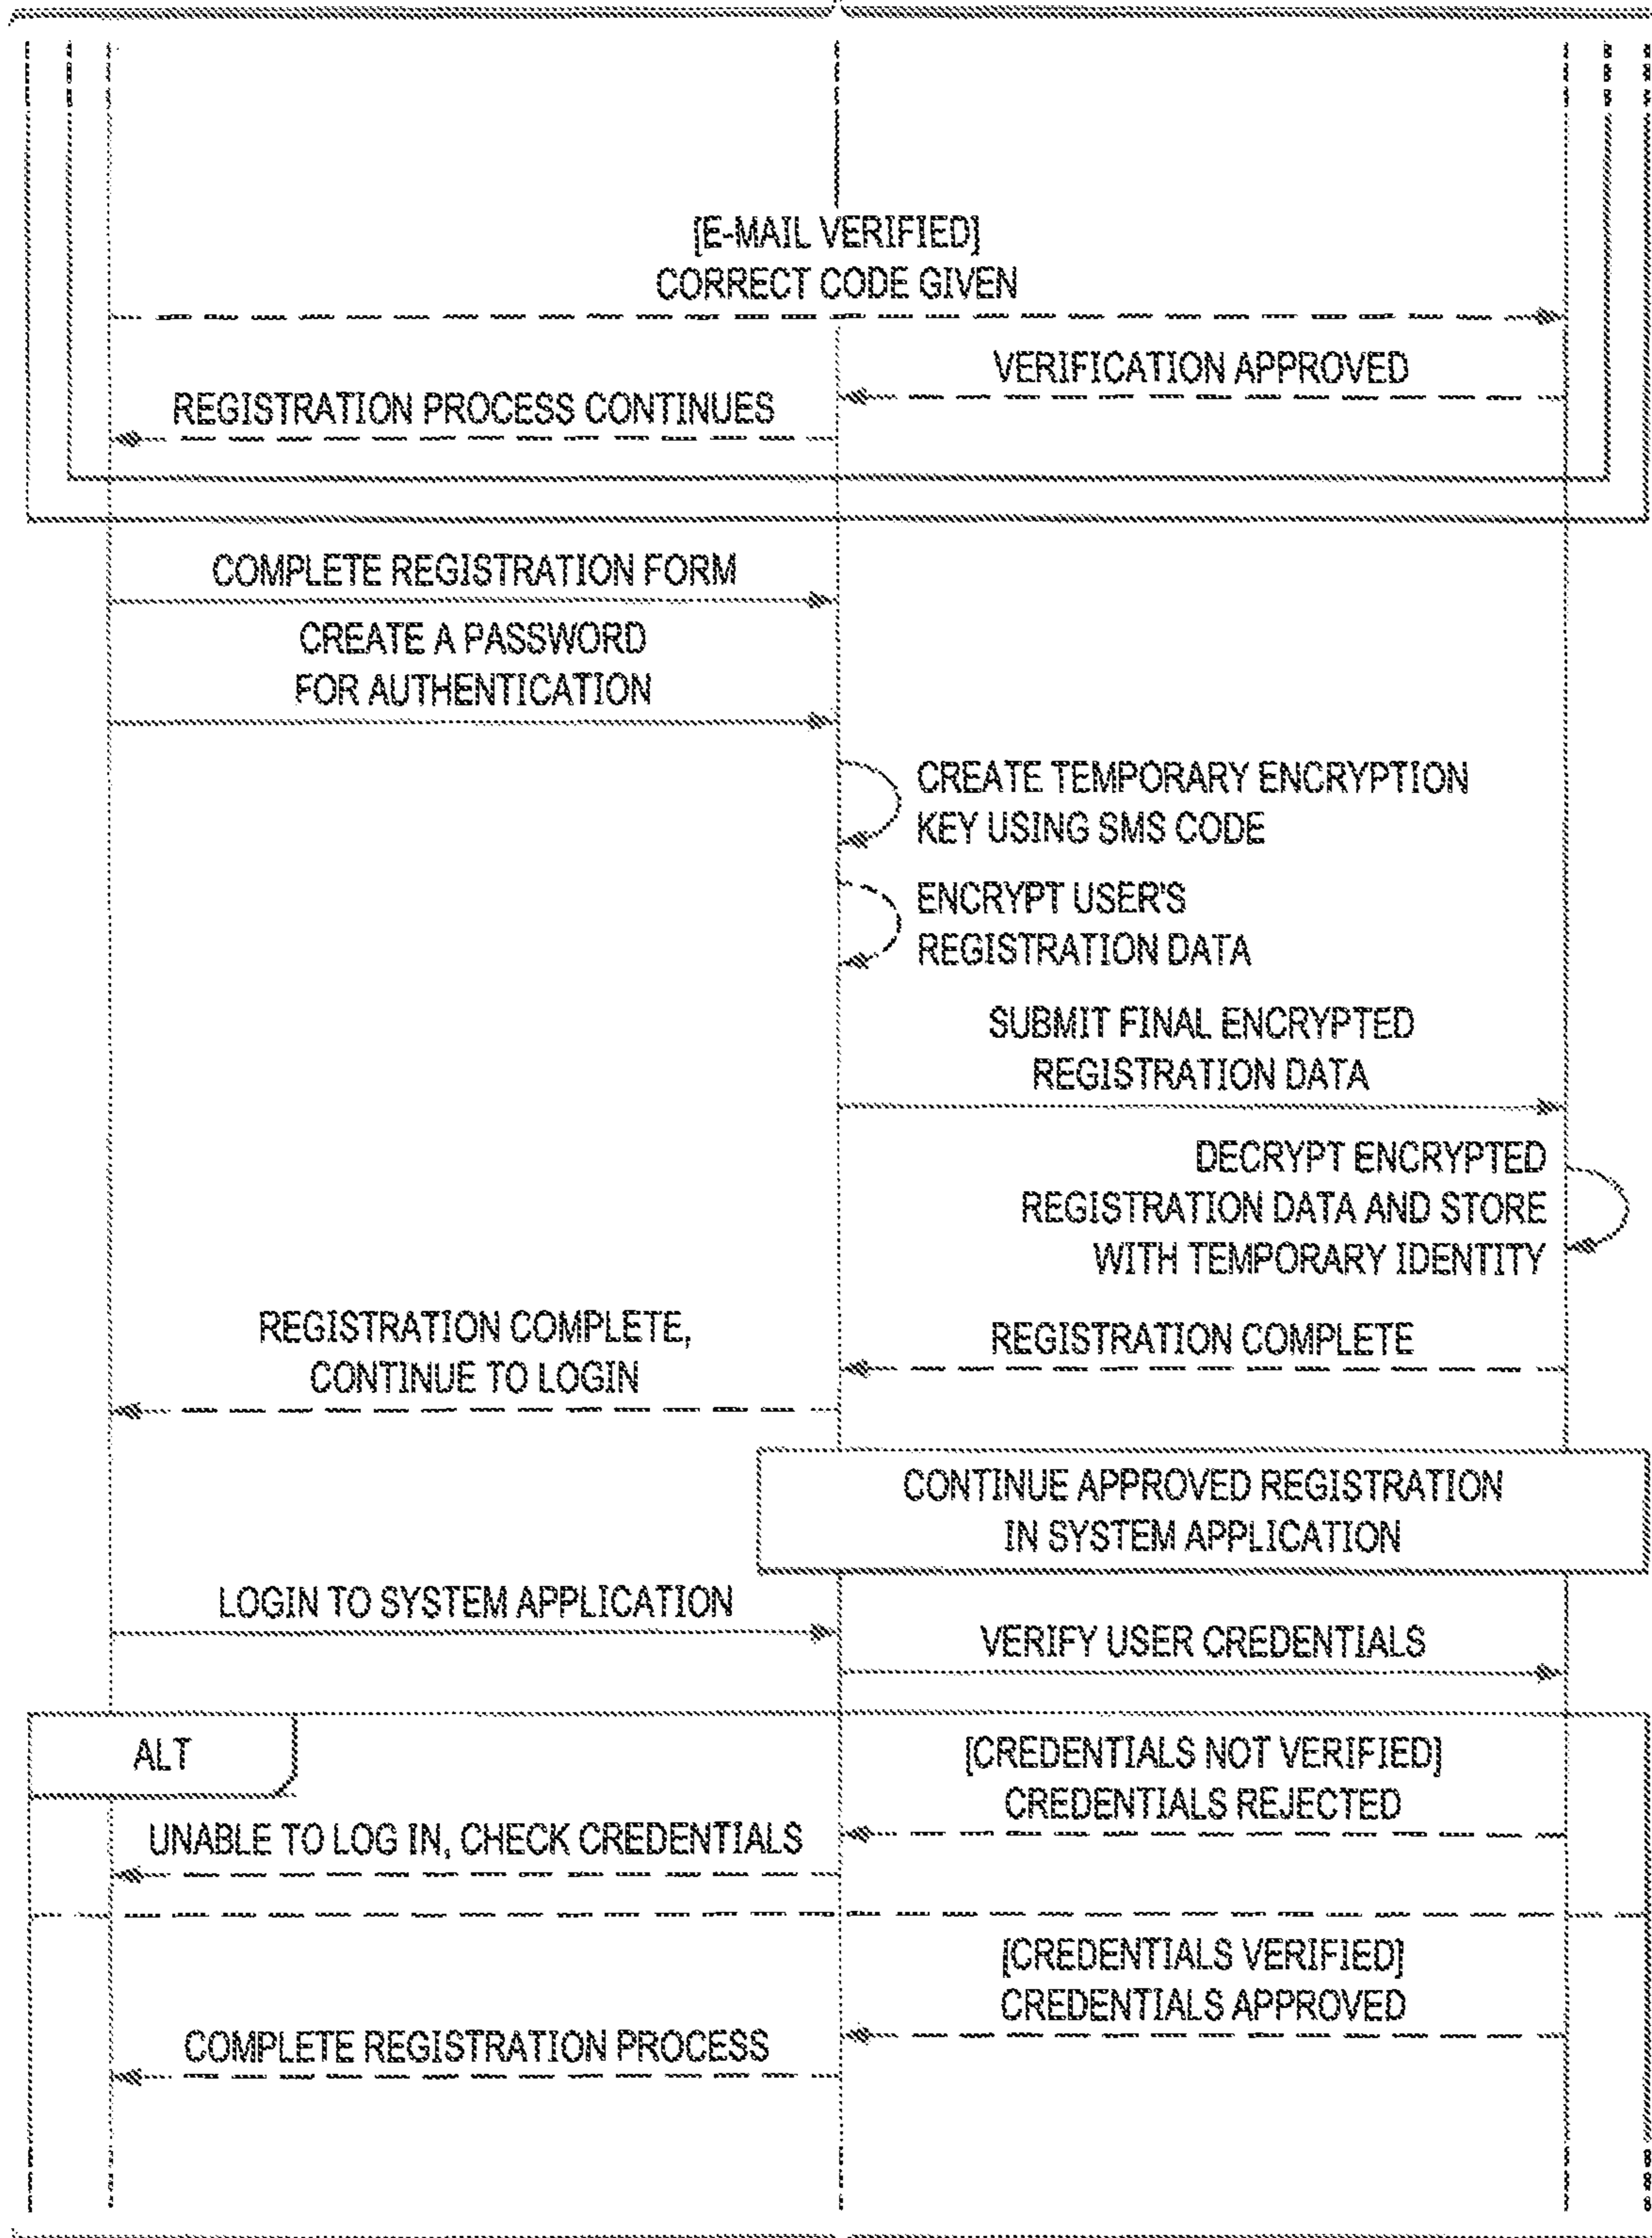 [E-MAIL VERIFIED]
CORRECT CODE GIVEN
VERIFICATION APPROVED
REGISTRATION PROCESS CONTINUES
COMPLETE REGISTRATION FORM
CREATE A PASSWORD
FOR AUTHENTICATION
CREATE TEMPORARY ENCRYPTION
KEY USING SMS CODE
ENCRYPT USER'S
REGISTRATION DATA
SUBMIT FINAL ENCRYPTED
REGISTRATION DATA
DECRYPT ENCRYPTED
REGISTRATION DATA AND STORE
WITH TEMPORARY IDENTITY
REGISTRATION COMPLETE
REGISTRATION COMPLETE,
CONTINUE TO LOGIN
CONTINUE APPROVED REGISTRATION
IN SYSTEM APPLICATION
LOGIN TO SYSTEM APPLICATION
VERIFY USER CREDENTIALS
ALT
[CREDENTIALS NOT VERIFIED]
CREDENTIALS REJECTED
UNABLE TO LOG IN, CHECK CREDENTIALS
[CREDENTIALS VERIFIED]
CREDENTIALS APPROVED
COMPLETE REGISTRATION PROCESS